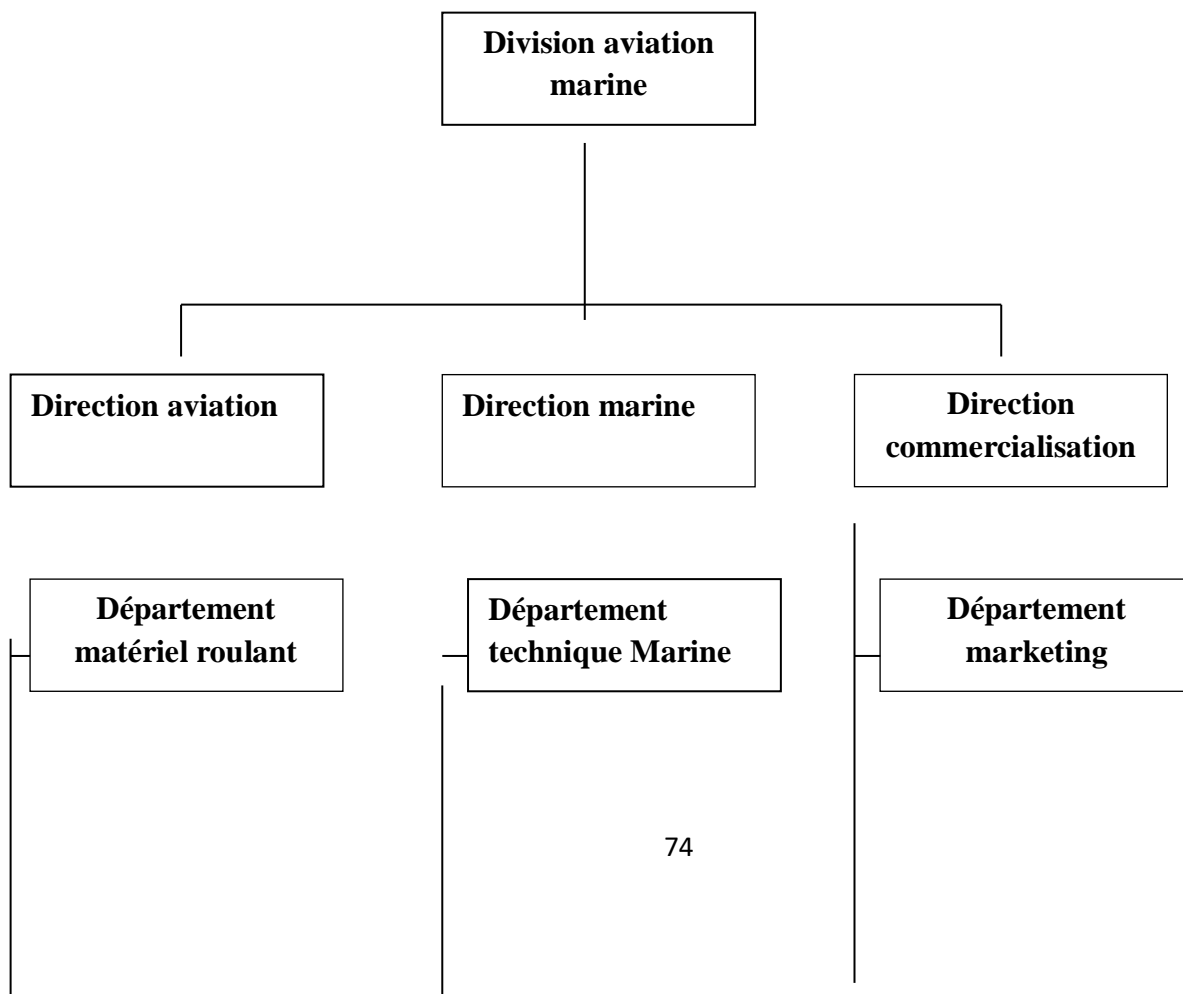 Division aviation
marine
Direction aviation
Direction marine
Direction
commercialisation
Département
matériel roulant
Département
technique Marine
Département
marketing
74